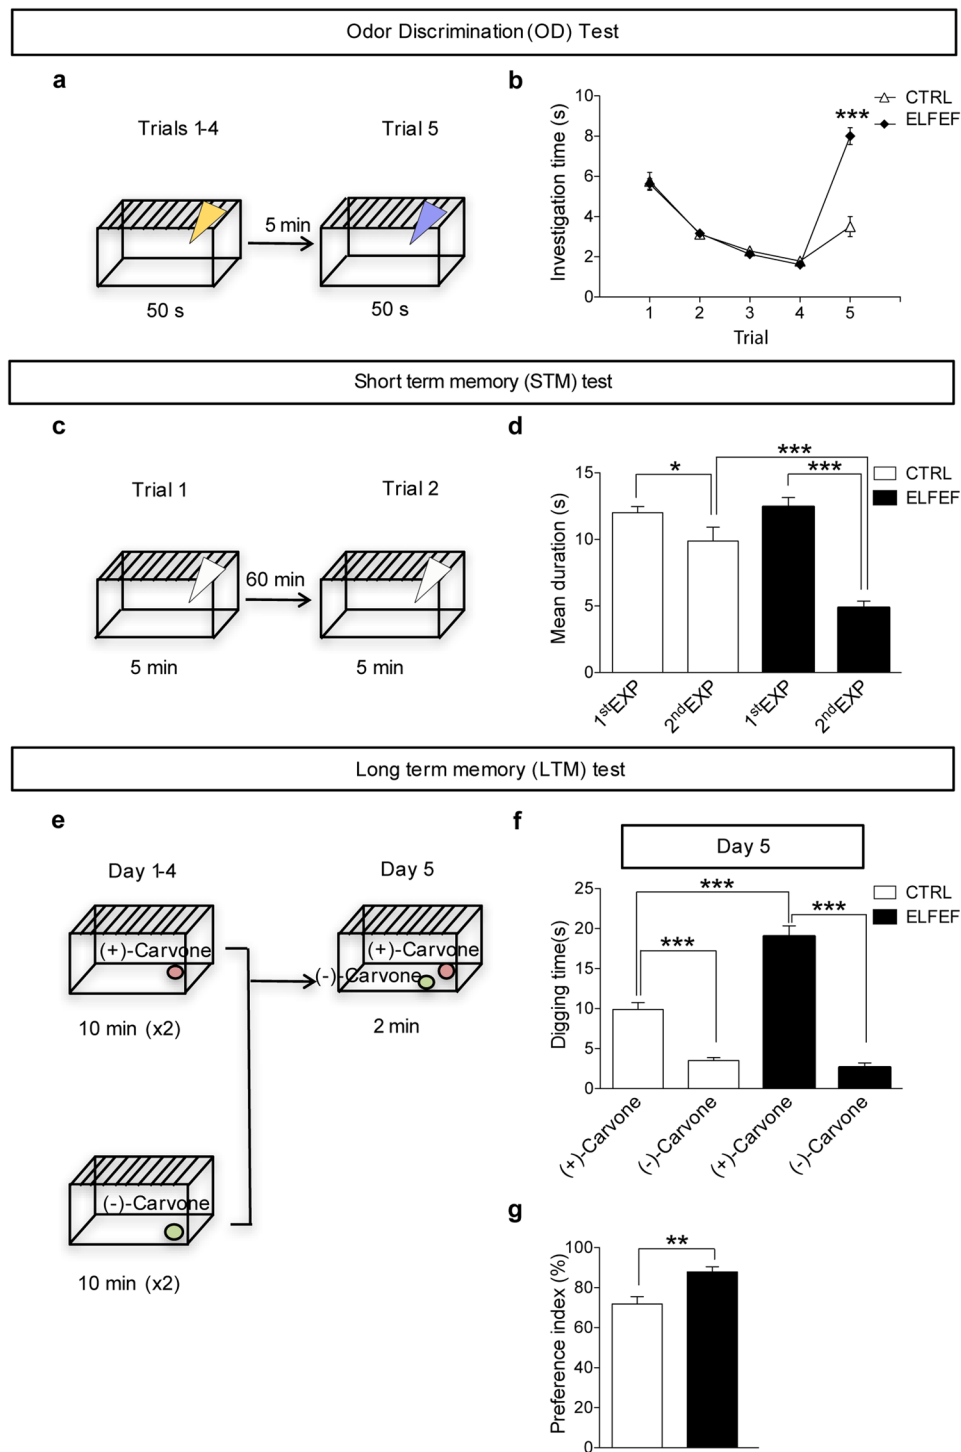 Odor Discrimination (OD) Test
a
Trials 1-4
Trial 5
5 min
50 s
50 s
b
Investigation time (s)
10
8
6
4
2
0
1 2 3 4 5
Trial
***
CTRL
ELFEF
Short term memory (STM) test
c
Trial 1
Trial 2
60 min
5 min
5 min
d
Mean duration (s)
15
10
5
0
*
***
***
CTRL
ELFEF
1stEXP
2ndEXP
1stEXP
2ndEXP
Long term memory (LTM) test
e
Day 1-4
Day 5
(+)-Carvone
(+)-Carvone
(-)-Carvone
10 min (x2)
2 min
(-)-Carvone
10 min (x2)
f
Day 5
Digging time(s)
25
20
15
10
5
0
***
***
***
CTRL
ELFEF
(+)-Carvone
(-)-Carvone
(+)-Carvone
(-)-Carvone
g
Preference index (%)
100
80
60
40
20
0
**